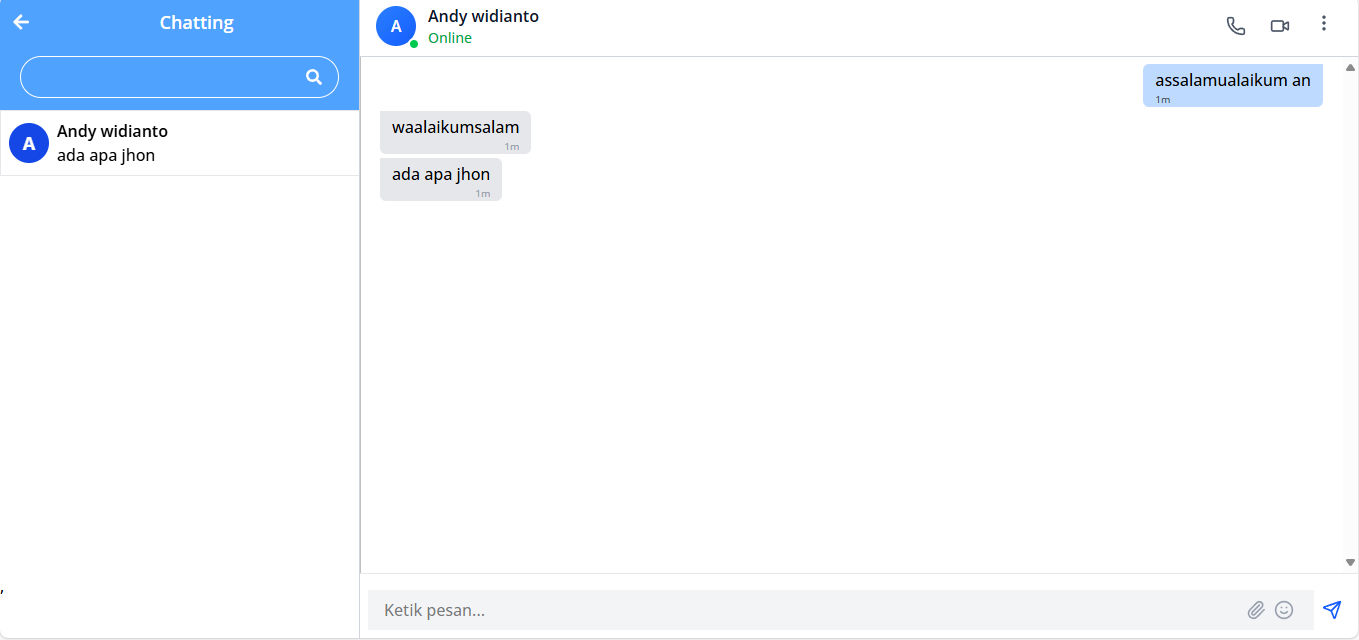 Chatting
A
Andy widianto
ada apa jhon
,
A
Andy widianto
Online
assalamualaikum an
1m
waalaikumsalam
1m
ada apa jhon
1m
Ketik pesan...